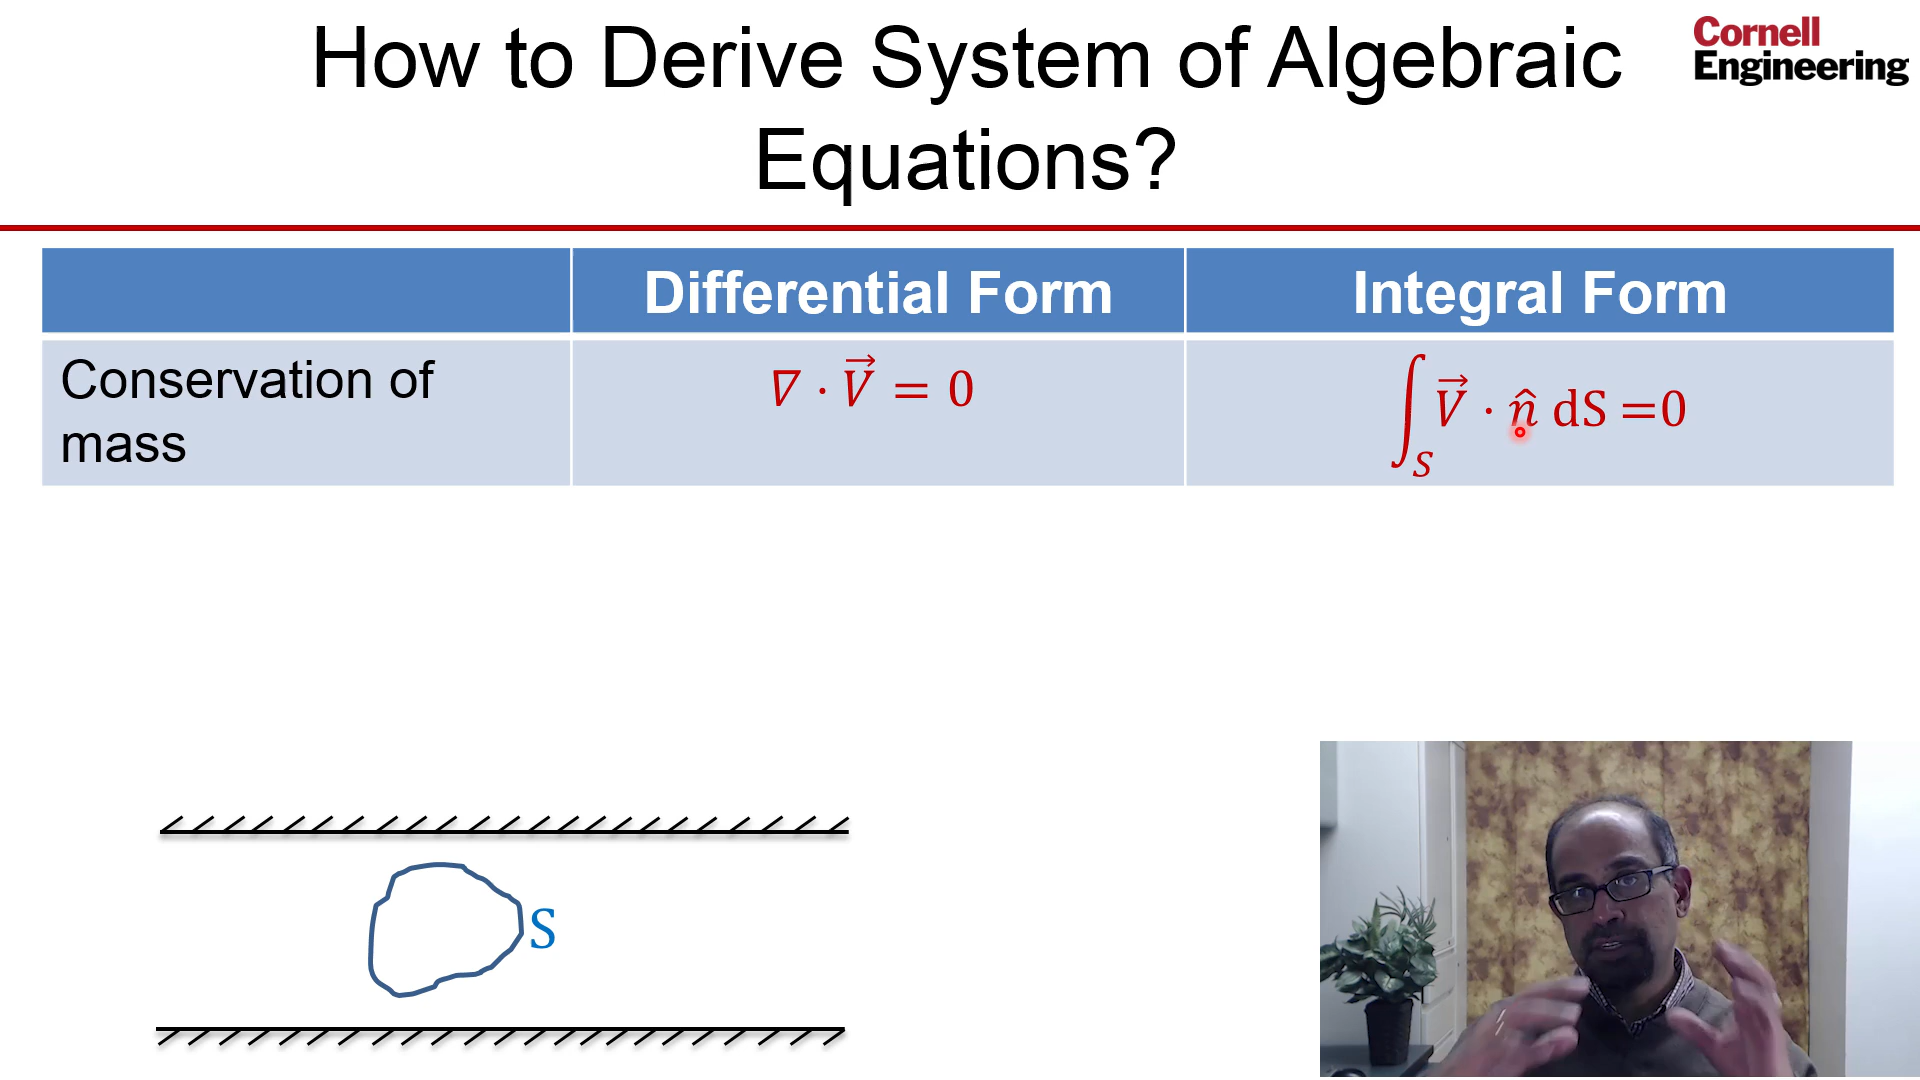 How to Derive System of Algebraic
Equations?
Cornell
Engineering
Differential Form
Integral Form
Conservation of
mass
∇ · V⃗ = 0
∫_S V⃗ · n̂ dS =0
S